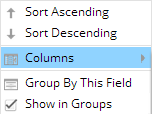 Sort Ascending
Sort Descending
Columns
Group By This Field
Show in Groups